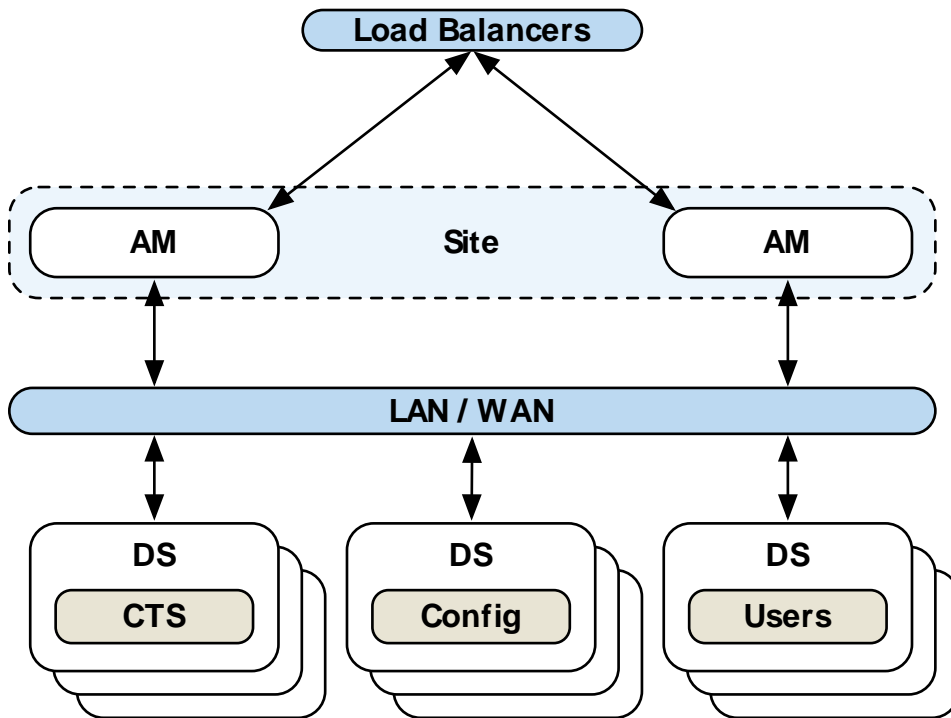 Load Balancers
AM
Site
AM
LAN / WAN
DS
DS
DS
CTS
Config
Users